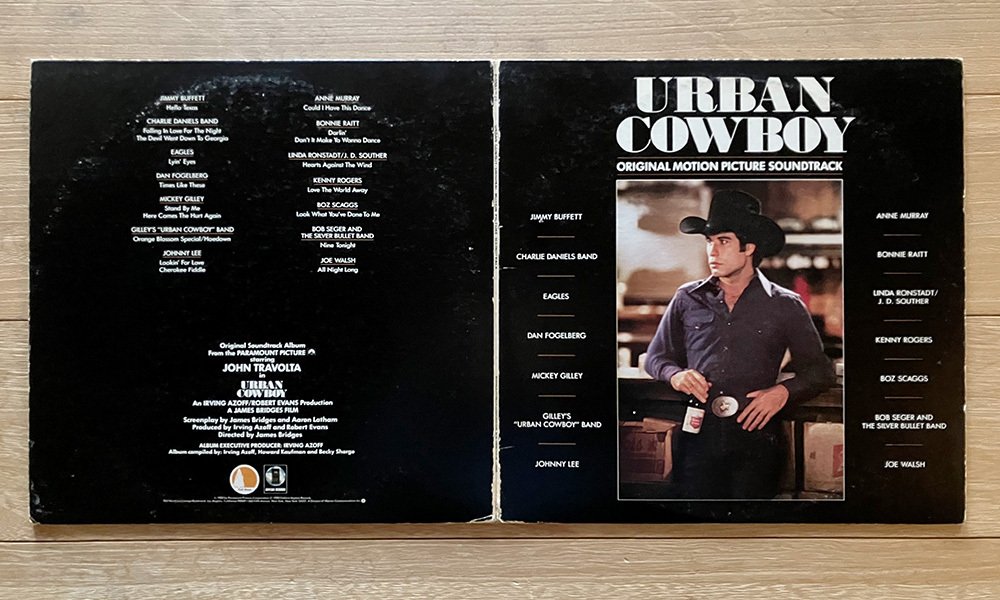 JIMMY BUFFETT
Hello Texas
CHARLIE DANIELS BAND
Falling In Love For The Night
The Devil Went Down To Georgia
EAGLES
Lyin' Eyes
DAN FOGELBERG
Times Like These
MICKEY GILLEY
Stand By Me
Here Comes The Hurt Again
GILLEY'S "URBAN COWBOY" BAND
Orange Blossom Special/Hoedown
JOHNNY LEE
Lookin' For Love
Cherokee Fiddle
ANNE MURRAY
Could I Have This Dance
BONNIE RAITT
Darlin'
Don't It Make Ya Wanna Dance
LINDA RONSTADT/J. D. SOUTHER
Hearts Against The Wind
KENNY ROGERS
Love The World Away
BOZ SCAGGS
Look What You've Done To Me
BOB SEGER AND
THE SILVER BULLET BAND
Nine Tonight
JOE WALSH
All Night Long
Original Soundtrack Album
From the PARAMOUNT PICTURE
starring
JOHN TRAVOLTA
in
URBAN
COWBOY
An IRVING AZOFF/ROBERT EVANS Production
A JAMES BRIDGES FILM
Screenplay by James Bridges and Aaron Latham
Produced by Irving Azoff and Robert Evans
Directed by James Bridges
ALBUM EXECUTIVE PRODUCER: IRVING AZOFF
Album compiled by: Irving Azoff, Howard Kaufman and Becky Shargo
URBAN
COWBOY
ORIGINAL MOTION PICTURE SOUNDTRACK
JIMMY BUFFETT
CHARLIE DANIELS BAND
EAGLES
DAN FOGELBERG
MICKEY GILLEY
GILLEY'S
"URBAN COWBOY" BAND
JOHNNY LEE
ANNE MURRAY
BONNIE RAITT
LINDA RONSTADT/
J. D. SOUTHER
KENNY ROGERS
BOZ SCAGGS
BOB SEGER AND
THE SILVER BULLET BAND
JOE WALSH